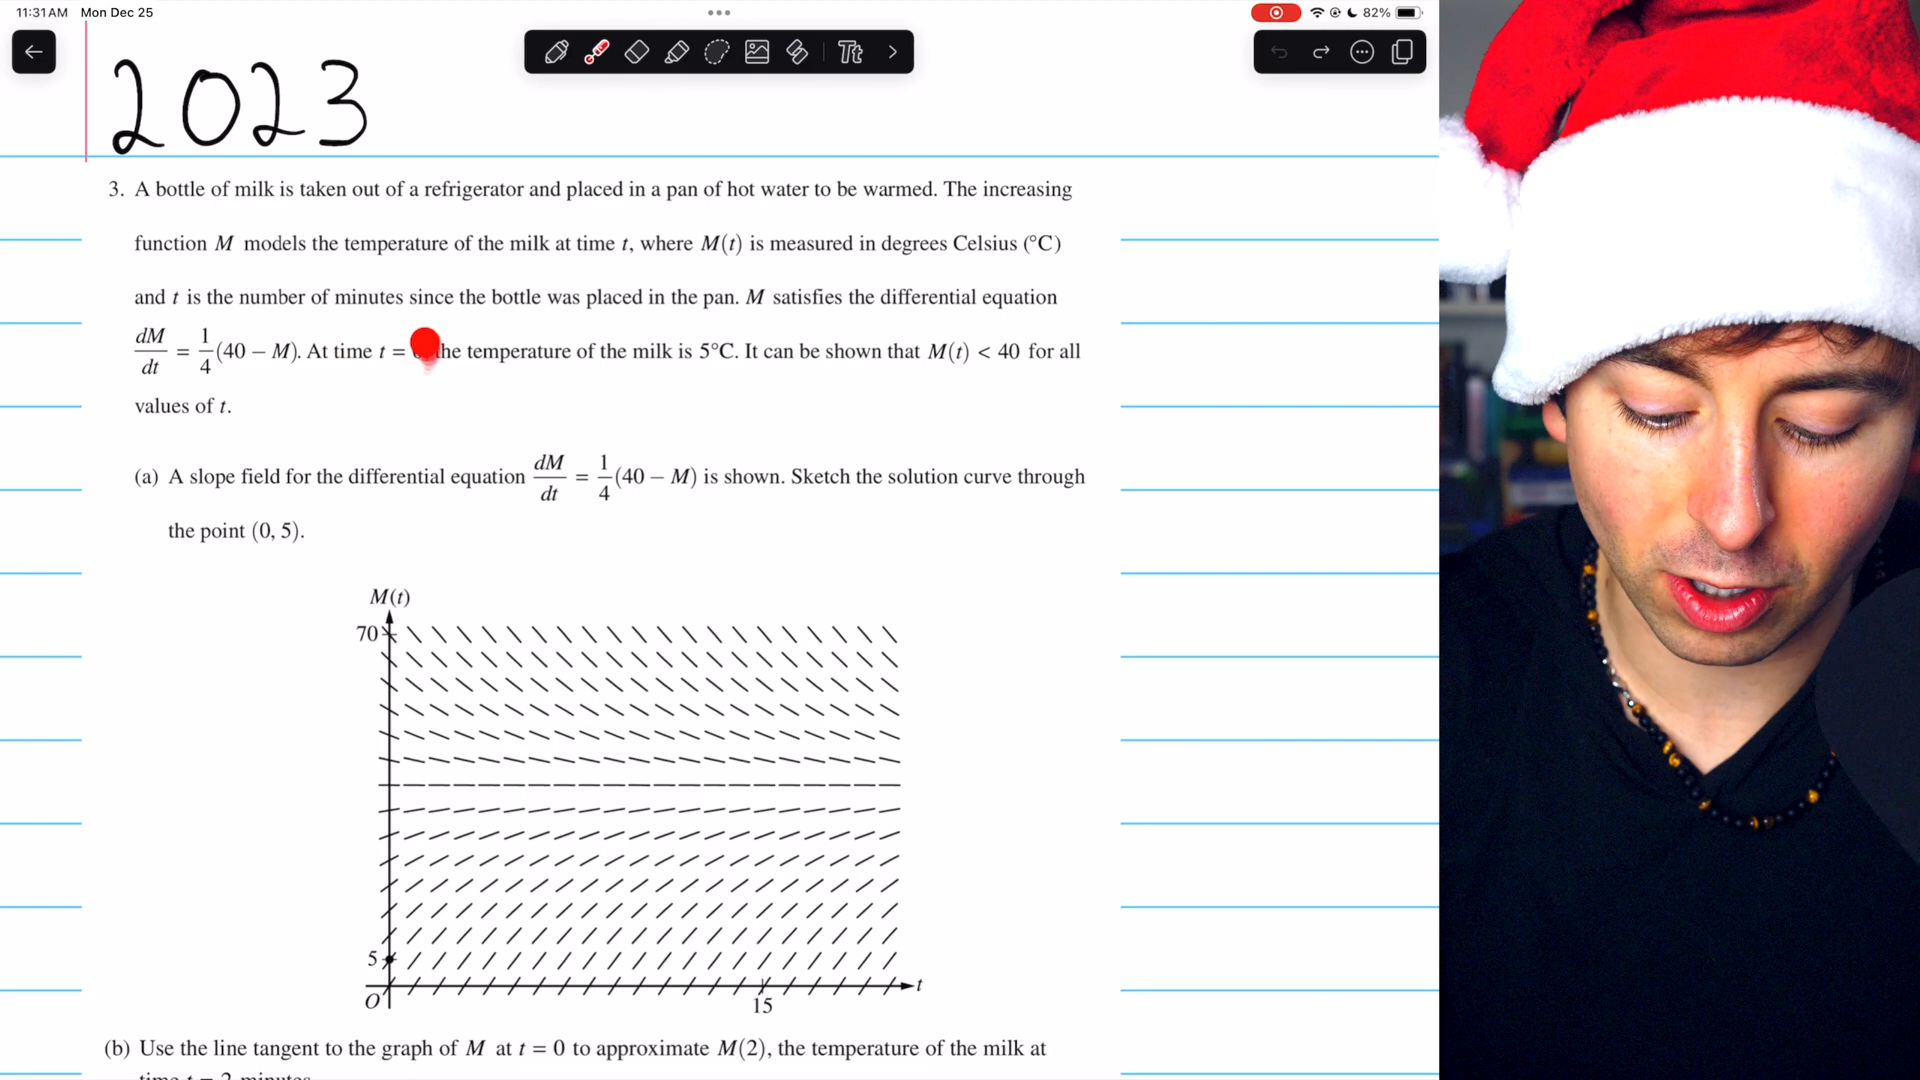 11:31 AM Mon Dec 25
82%
Tt
2023
3. A bottle of milk is taken out of a refrigerator and placed in a pan of hot water to be warmed. The increasing
function M models the temperature of the milk at time t, where M(t) is measured in degrees Celsius (°C)
and t is the number of minutes since the bottle was placed in the pan. M satisfies the differential equation
dM/dt = 1/4(40 − M). At time t = the temperature of the milk is 5°C. It can be shown that M(t) < 40 for all
values of t.
(a) A slope field for the differential equation dM/dt = 1/4(40 − M) is shown. Sketch the solution curve through
the point (0, 5).
M(t)
70
5
O
15
t
(b) Use the line tangent to the graph of M at t = 0 to approximate M(2), the temperature of the milk at
time t = 2 minutes